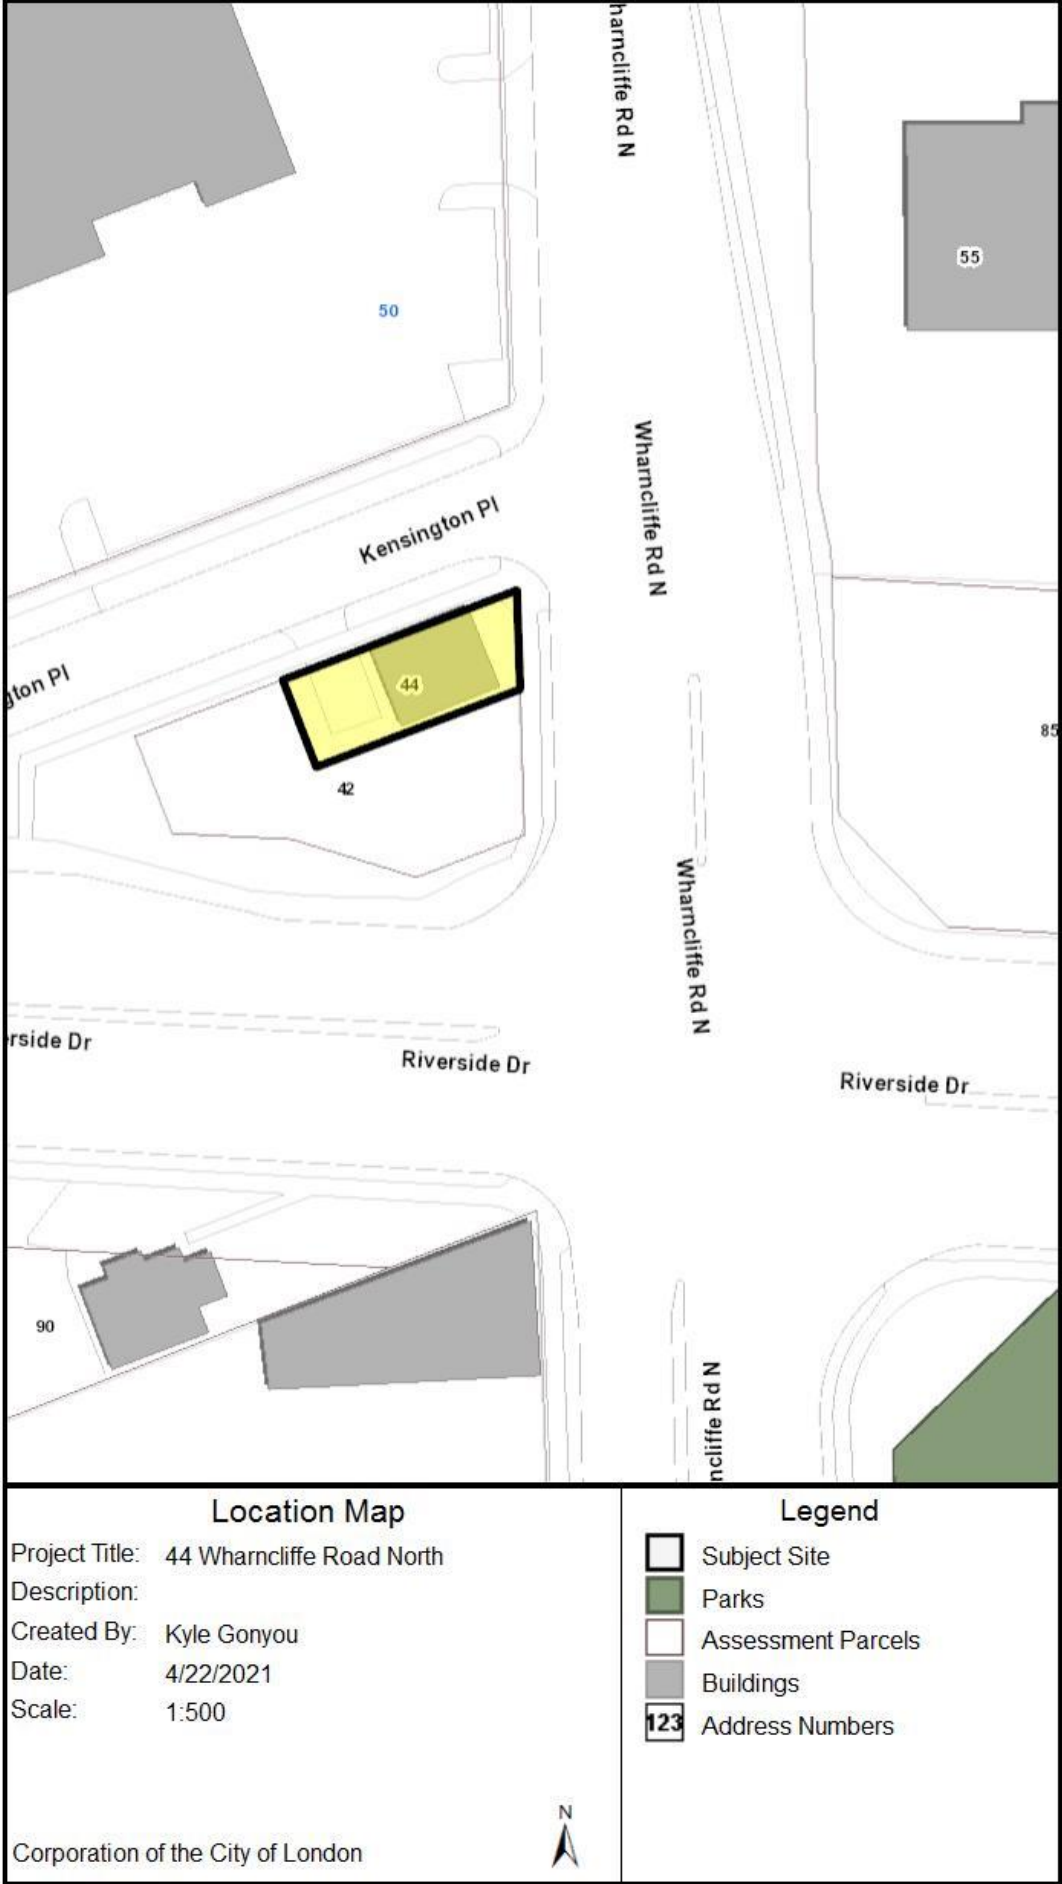 harncliffe Rd N
55
50
Wharncliffe Rd N
Kensington Pl
gton Pl
44
85
42
Wharncliffe Rd N
erside Dr
Riverside Dr
Riverside Dr
90
ncliffe Rd N
Location Map
Project Title: 44 Wharncliffe Road North
Description:
Created By: Kyle Gonyou
Date: 4/22/2021
Scale: 1:500
N
Corporation of the City of London
Legend
Subject Site
Parks
Assessment Parcels
Buildings
123 Address Numbers